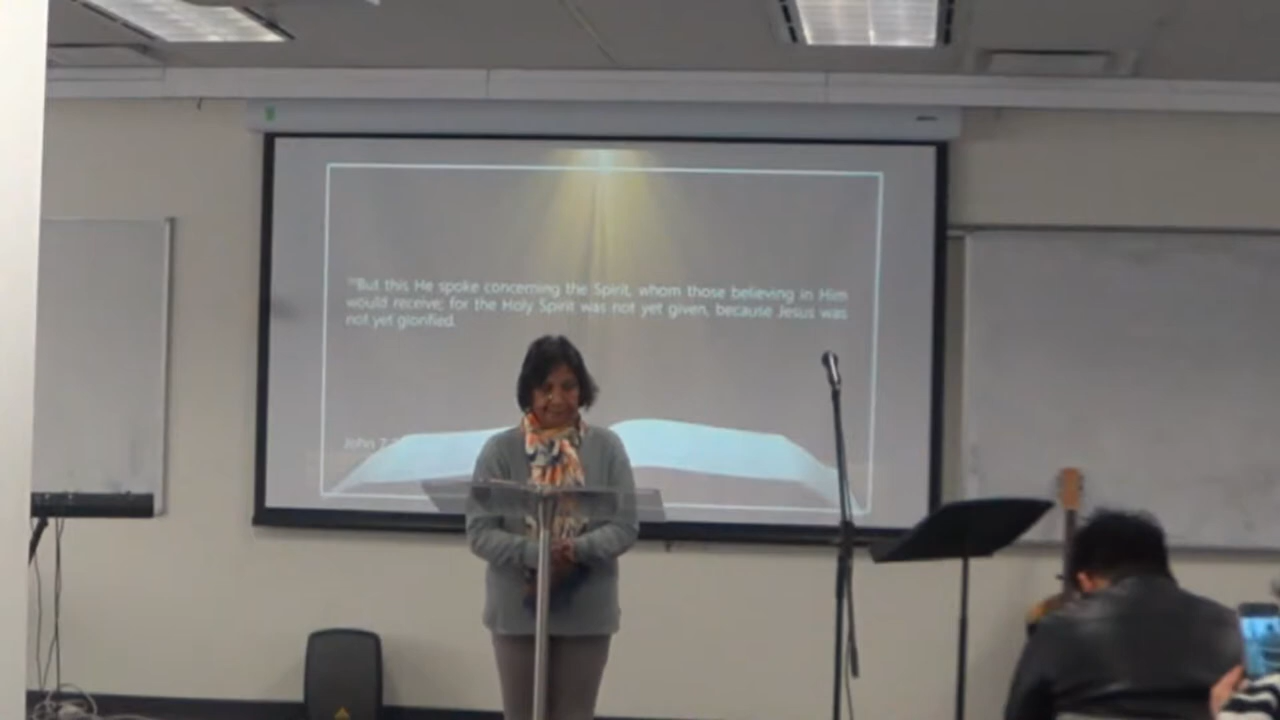 But this He spoke concerning the Spirit, whom those believing in Him
would receive; for the Holy Spirit was not yet given, because Jesus was
not yet glorified.
John 7: